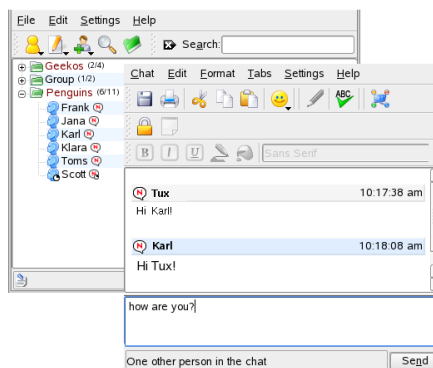 File Edit Settings Help
Search:
Geekos (2/4)
Group (1/2)
Penguins (6/11)
Frank
Jana
Karl
Klara
Toms
Scott
Chat Edit Format Tabs Settings Help
ABC
B I U Sans Serif
N Tux 10:17:38 am
Hi Karl!
N Karl 10:18:08 am
Hi Tux!
how are you?
One other person in the chat Send